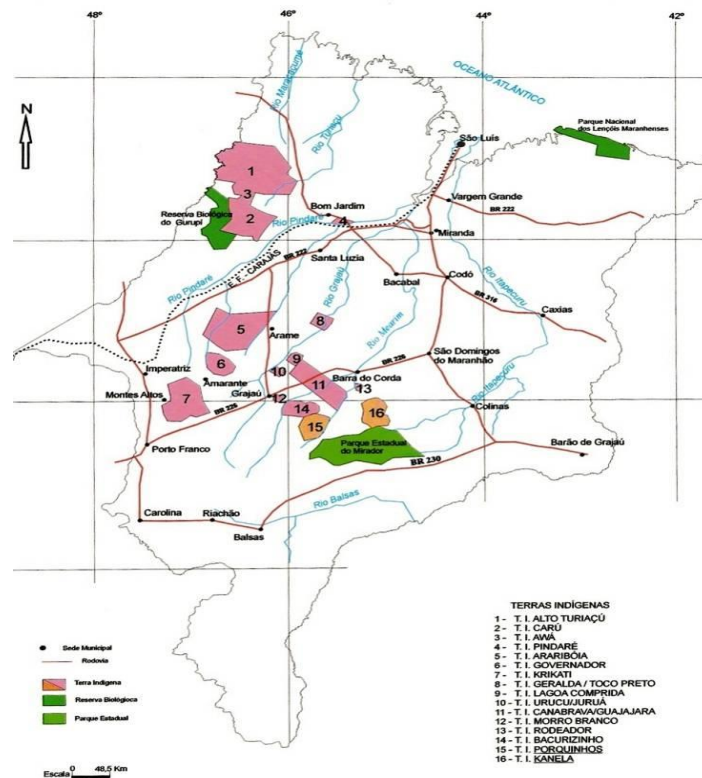 48º
46º
44º
42º
N
OCEANO ATLÂNTICO
Rio Maracaçumé
Rio Turiaçu
São Luís
Parque Nacional
dos Lençóis Maranhenses
1
3
Reserva Biológica
do Gurupi
2
Bom Jardim
4
Rio Pindaré
Vargem Grande
BR 222
Miranda
E. F. CARAJÁS
BR 222
Santa Luzia
Rio Pindaré
Rio Grajaú
Bacabal
Codó
Rio Itapecuru
BR 316
Caxias
5
8
Arame
Rio Mearim
Imperatriz
6
9
10
BR 226
São Domingos
do Maranhão
Amarante
11
Barra do Corda
13
Rio Itapecuru
Montes Altos
7
Grajaú
12
14
16
Colinas
BR 226
15
Porto Franco
Parque Estadual
do Mirador
Barão de Grajaú
BR 230
Rio Balsas
Carolina
Riachão
Balsas
TERRAS INDÍGENAS
1 - T. I. ALTO TURIAÇÚ
2 - T. I. CARÚ
3 - T. I. AWÁ
4 - T. I. PINDARÉ
5 - T. I. ARARIBÓIA
6 - T. I. GOVERNADOR
7 - T. I. KRIKATI
8 - T. I. GERALDA / TOCO PRETO
9 - T. I. LAGOA COMPRIDA
10 - T. I. URUCU/JURUÁ
11 - T. I. CANABRAVA/GUAJAJARA
12 - T. I. MORRO BRANCO
13 - T. I. RODEADOR
14 - T. I. BACURIZINHO
15 - T. I. PORQUINHOS
16 - T. I. KANELA
Sede Municipal
Rodovia
Terra Indígena
Reserva Biológica
Parque Estadual
Escala
0
48,5 Km